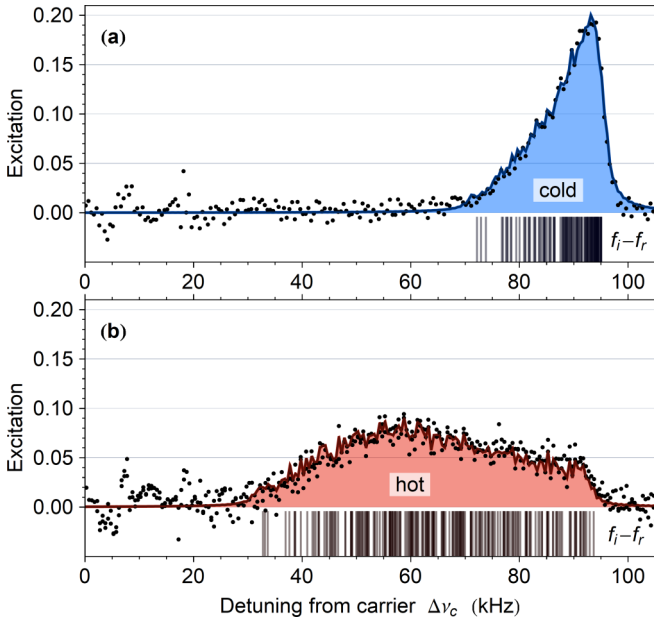 (a)
0.20
0.15
0.10
0.05
0.00
Excitation
cold
f_i−f_r
0 20 40 60 80 100
(b)
0.20
0.15
0.10
0.05
0.00
Excitation
hot
f_i−f_r
0 20 40 60 80 100
Detuning from carrier Δν_c (kHz)